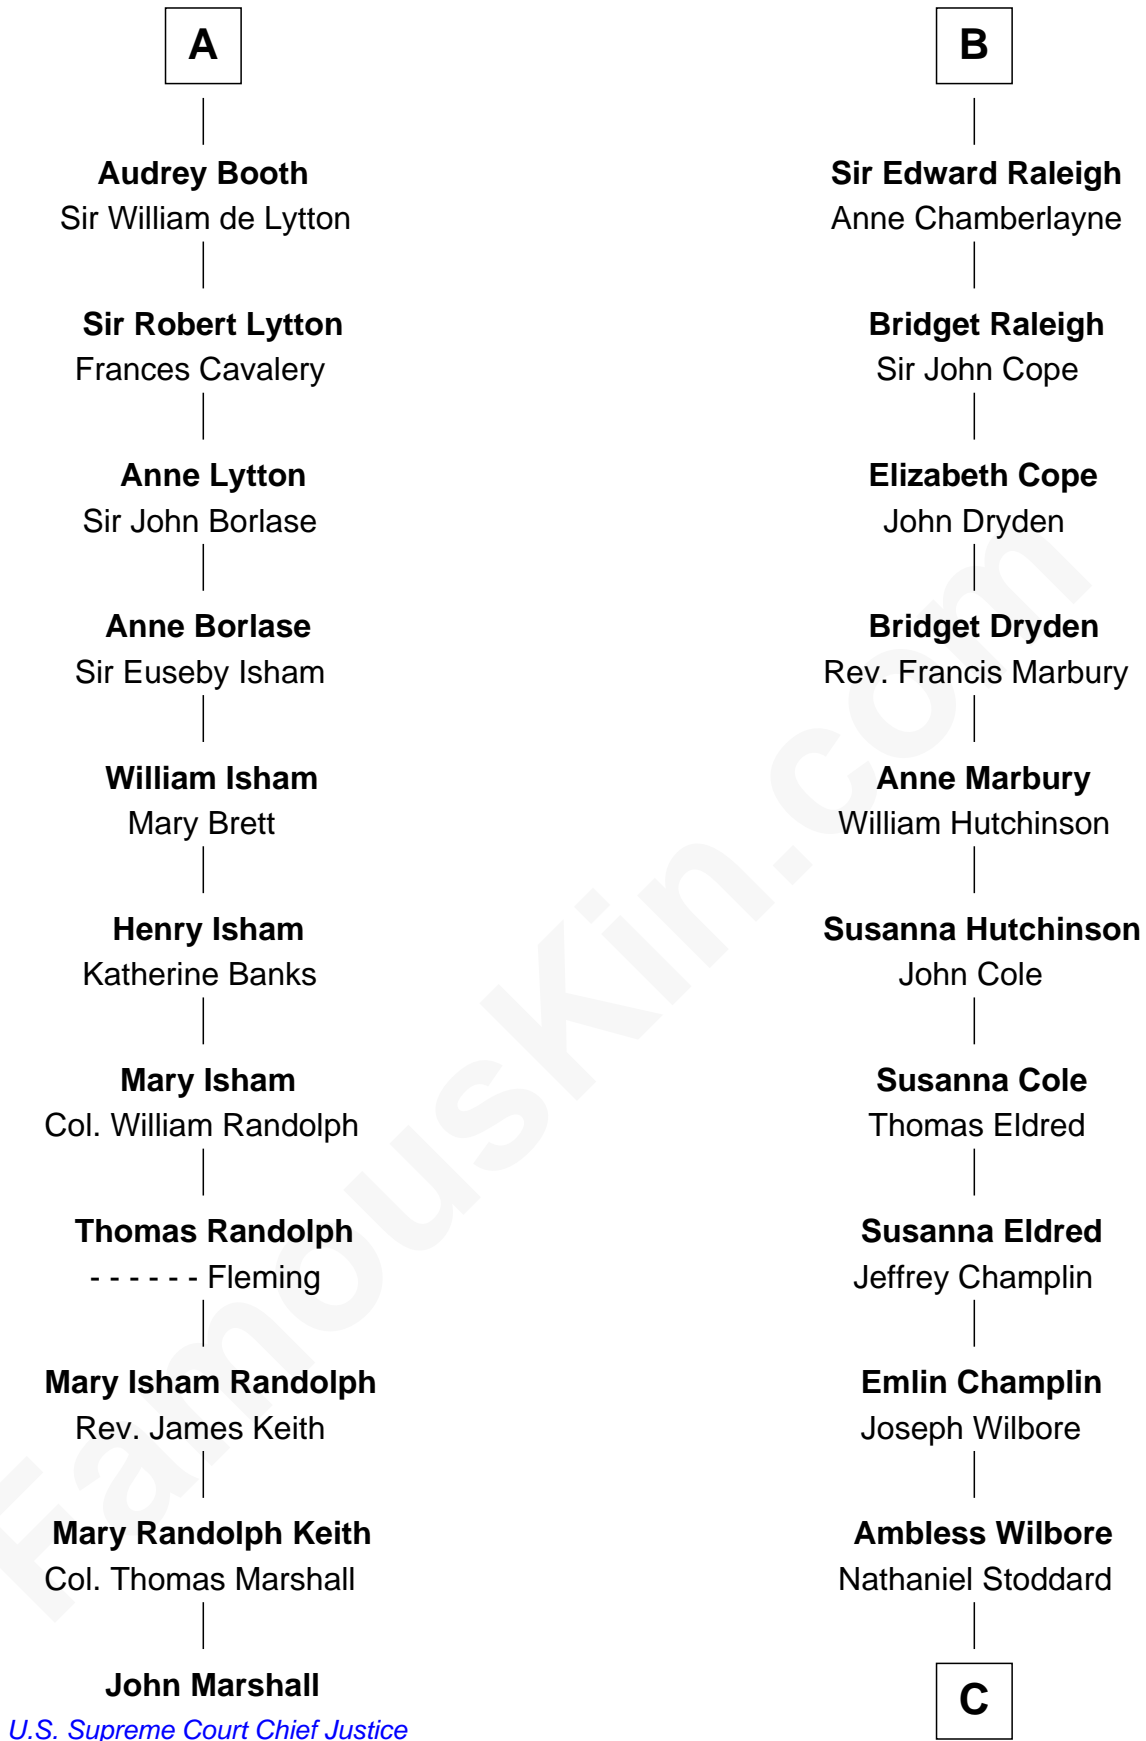 A
Audrey Booth
Sir William de Lytton
Sir Robert Lytton
Frances Cavalery
Anne Lytton
Sir John Borlase
Anne Borlase
Sir Euseby Isham
William Isham
Mary Brett
Henry Isham
Katherine Banks
Mary Isham
Col. William Randolph
Thomas Randolph
- - - - - - Fleming
Mary Isham Randolph
Rev. James Keith
Mary Randolph Keith
Col. Thomas Marshall
John Marshall
U.S. Supreme Court Chief Justice
B
Sir Edward Raleigh
Anne Chamberlayne
Bridget Raleigh
Sir John Cope
Elizabeth Cope
John Dryden
Bridget Dryden
Rev. Francis Marbury
Anne Marbury
William Hutchinson
Susanna Hutchinson
John Cole
Susanna Cole
Thomas Eldred
Susanna Eldred
Jeffrey Champlin
Emlin Champlin
Joseph Wilbore
Ambless Wilbore
Nathaniel Stoddard
C
FamousKin.com